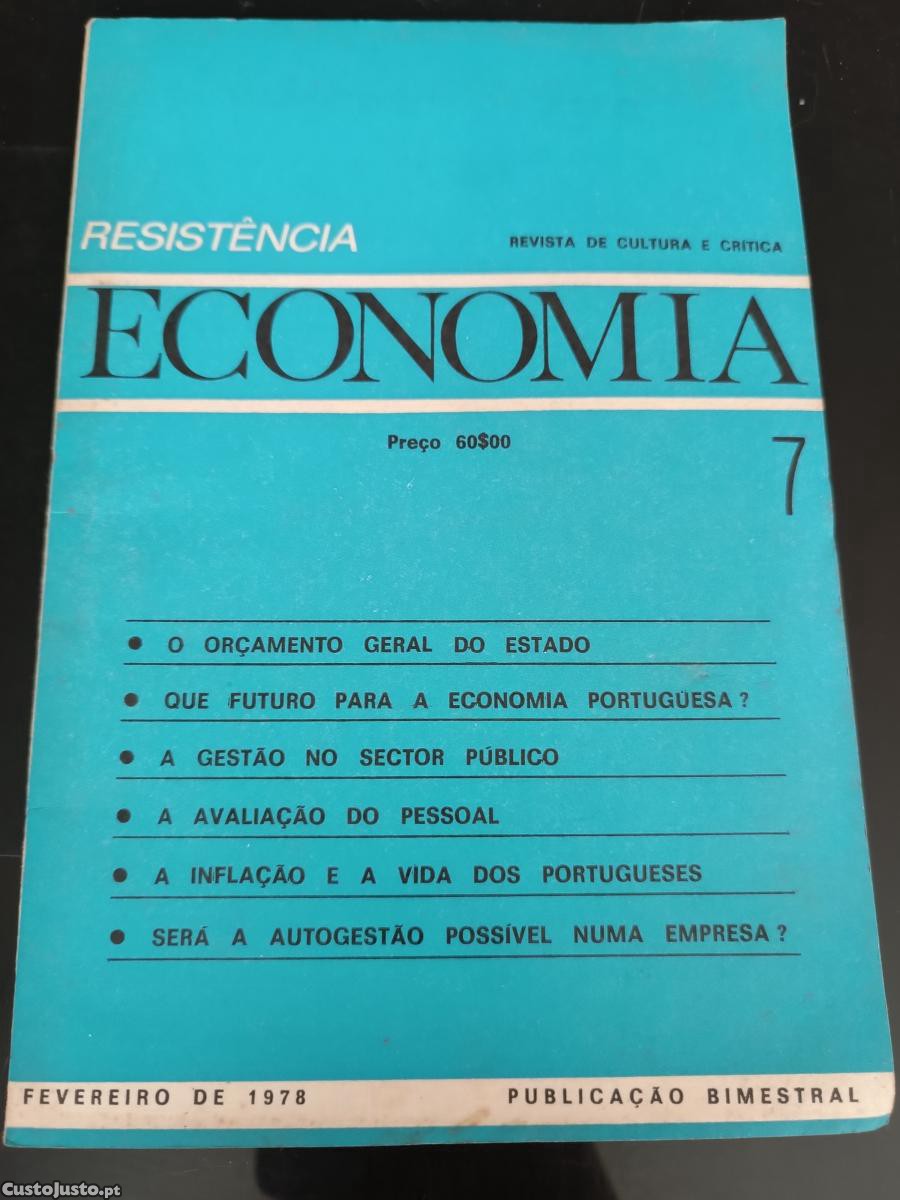 RESISTÊNCIA
REVISTA DE CULTURA E CRÍTICA
ECONOMIA
Preço 60$00
7
• O ORÇAMENTO GERAL DO ESTADO
• QUE FUTURO PARA A ECONOMIA PORTUGUESA?
• A GESTÃO NO SECTOR PÚBLICO
• A AVALIAÇÃO DO PESSOAL
• A INFLAÇÃO E A VIDA DOS PORTUGUESES
• SERÁ A AUTOGESTÃO POSSÍVEL NUMA EMPRESA?
FEVEREIRO DE 1978
PUBLICAÇÃO BIMESTRAL
CustoJusto.pt